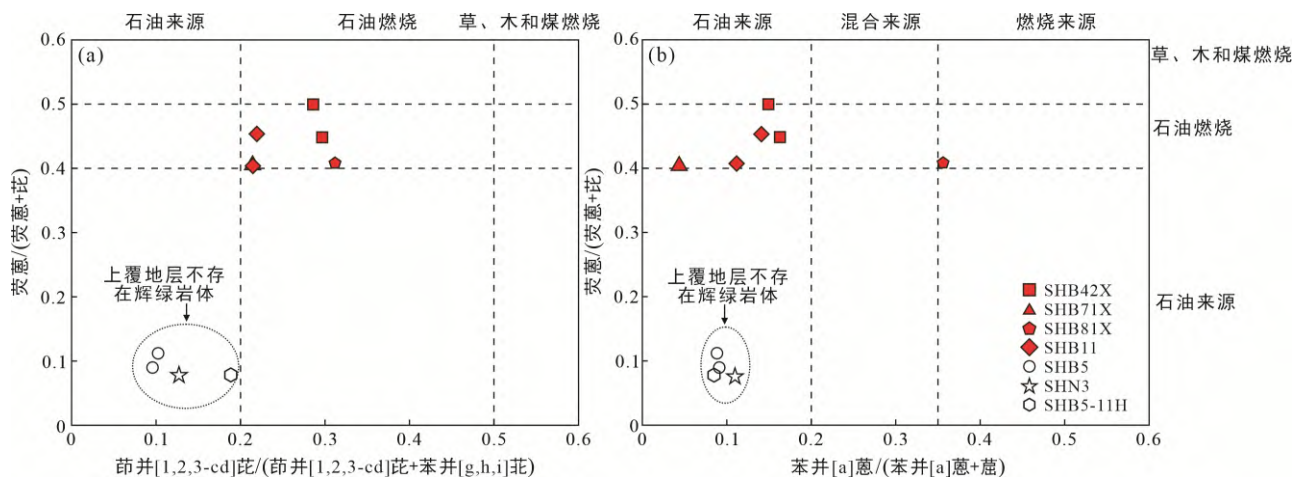 石油来源 石油燃烧 草、木和煤燃烧
(a)
0.6
0.5
0.4
0.3
0.2
0.1
0
荧蒽/(荧蒽+芘)
上覆地层不存
在辉绿岩体
0 0.1 0.2 0.3 0.4 0.5 0.6
茚并[1,2,3-cd]芘/(茚并[1,2,3-cd]芘+苯并[g,h,i]苝)
石油来源 混合来源 燃烧来源
(b)
0.6
0.5
0.4
0.3
0.2
0.1
0
荧蒽/(荧蒽+芘)
上覆地层不存
在辉绿岩体
SHB42X
SHB71X
SHB81X
SHB11
SHB5
SHN3
SHB5-11H
0 0.1 0.2 0.3 0.4 0.5 0.6
苯并[a]蒽/(苯并[a]蒽+䓛)
草、木和煤燃烧
石油燃烧
石油来源